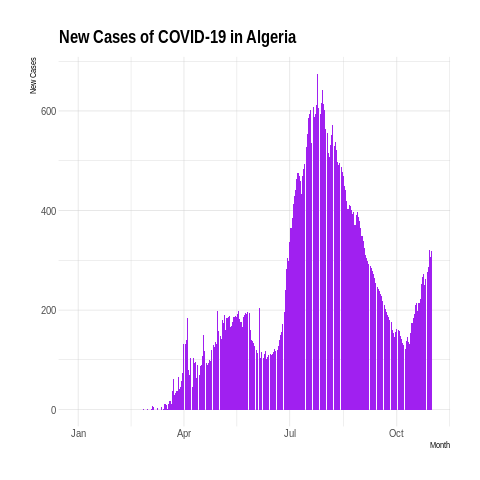 New Cases of COVID-19 in Algeria
New Cases
600
400
200
0
Jan Apr Jul Oct
Month